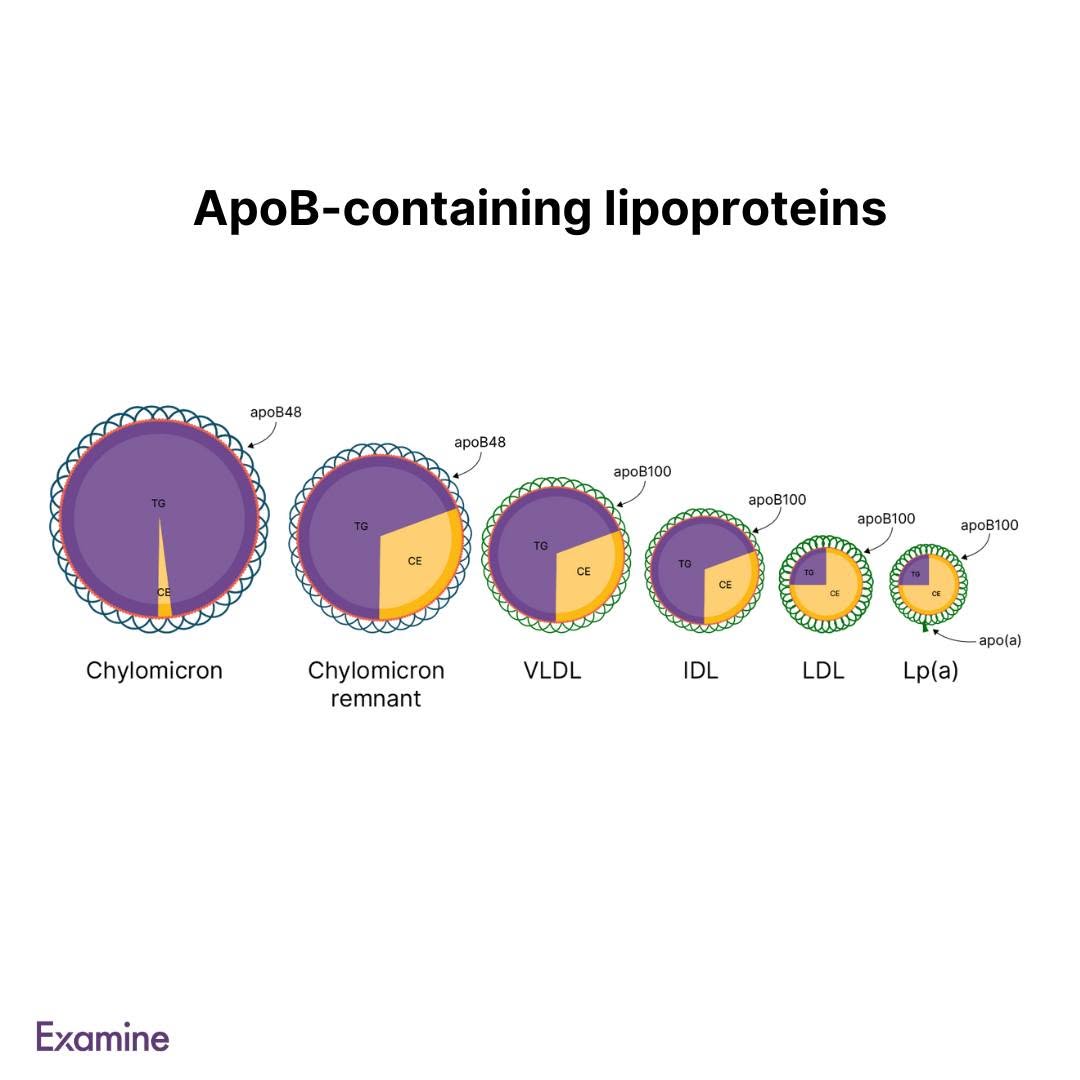 ApoB-containing lipoproteins
apoB48
TG
CE
Chylomicron
apoB48
TG
CE
Chylomicron
remnant
apoB100
TG
CE
VLDL
apoB100
TG
CE
IDL
apoB100
TG
CE
LDL
apoB100
TG
CE
apo(a)
Lp(a)
Examine